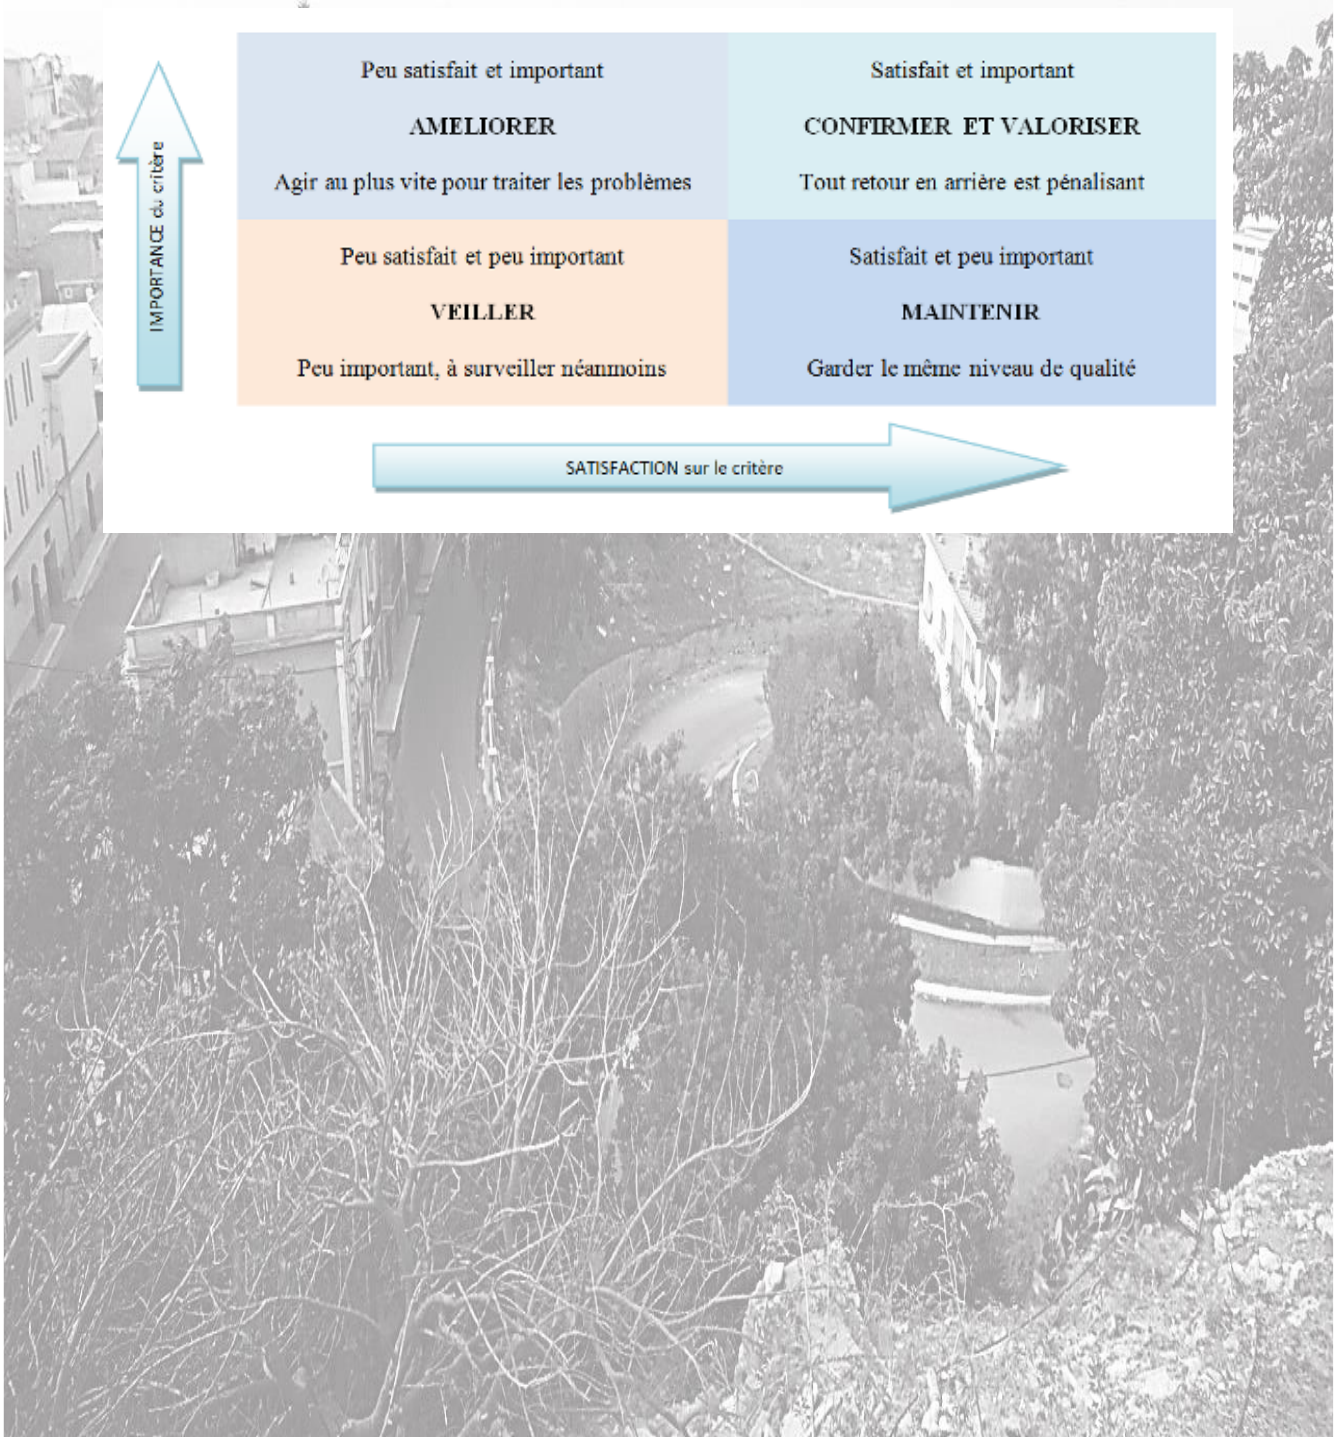 Peu satisfait et important
AMELIORER
Agir au plus vite pour traiter les problèmes
Satisfait et important
CONFIRMER ET VALORISER
Tout retour en arrière est pénalisant
IMPORTANCE du critère
Peu satisfait et peu important
VEILLER
Peu important, à surveiller néanmoins
Satisfait et peu important
MAINTENIR
Garder le même niveau de qualité
SATISFACTION sur le critère